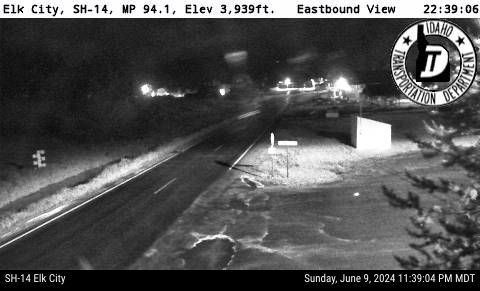 Elk City, SH-14, MP 94.1, Elev 3,939ft. Eastbound View 22:39:06
IDAHO
TRANSPORTATION DEPARTMENT
SH-14 Elk City Sunday, June 9, 2024 11:39:04 PM MDT